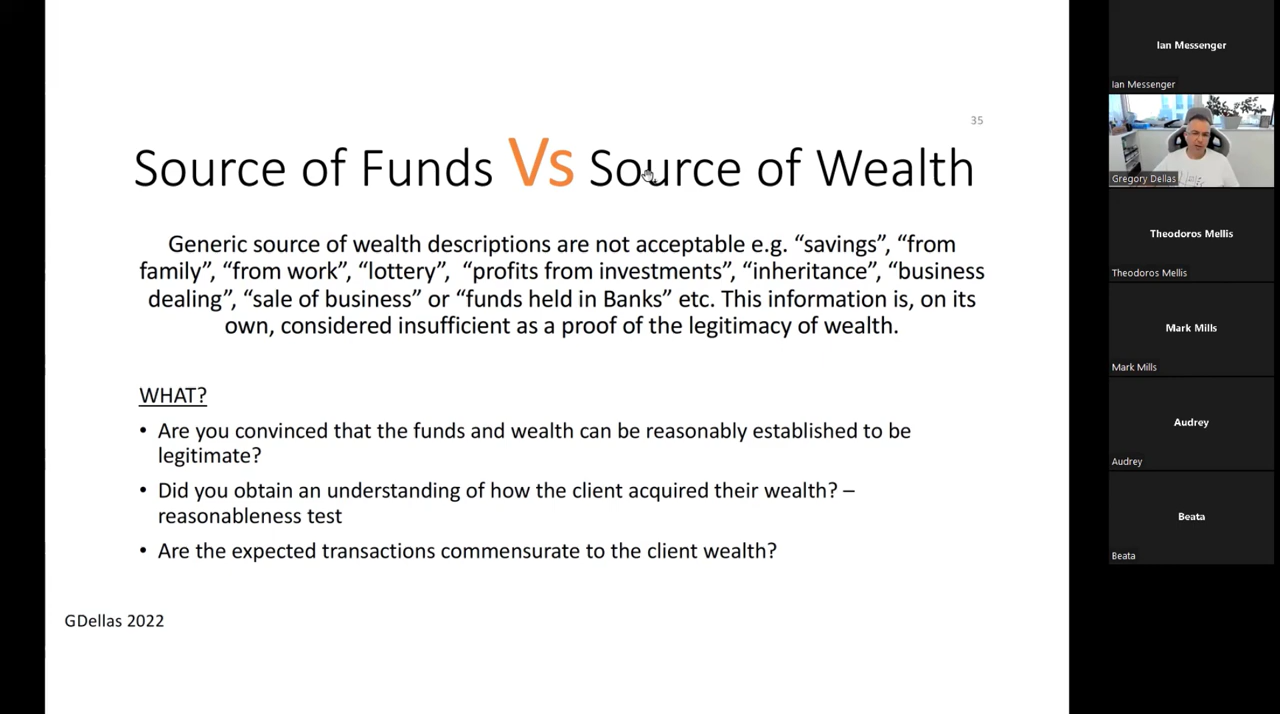 35
Source of Funds Vs Source of Wealth
Generic source of wealth descriptions are not acceptable e.g. “savings”, “from
family”, “from work”, “lottery”, “profits from investments”, “inheritance”, “business
dealing”, “sale of business” or “funds held in Banks” etc. This information is, on its
own, considered insufficient as a proof of the legitimacy of wealth.
WHAT?
• Are you convinced that the funds and wealth can be reasonably established to be
legitimate?
• Did you obtain an understanding of how the client acquired their wealth? –
reasonableness test
• Are the expected transactions commensurate to the client wealth?
GDellas 2022
Ian Messenger
Ian Messenger
Gregory Dellas
Theodoros Mellis
Theodoros Mellis
Mark Mills
Mark Mills
Audrey
Audrey
Beata
Beata